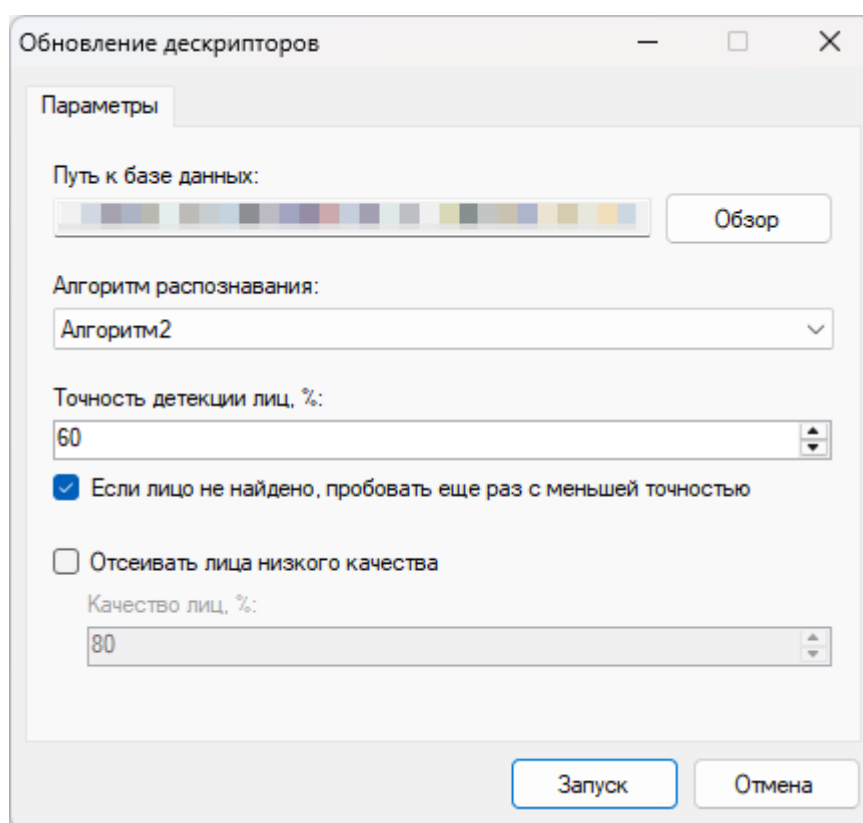 Обновление дескрипторов
Параметры
Путь к базе данных:
Обзор
Алгоритм распознавания:
Алгоритм2
Точность детекции лиц, %:
60
Если лицо не найдено, пробовать еще раз с меньшей точностью
Отсеивать лица низкого качества
Качество лиц, %:
80
Запуск Отмена